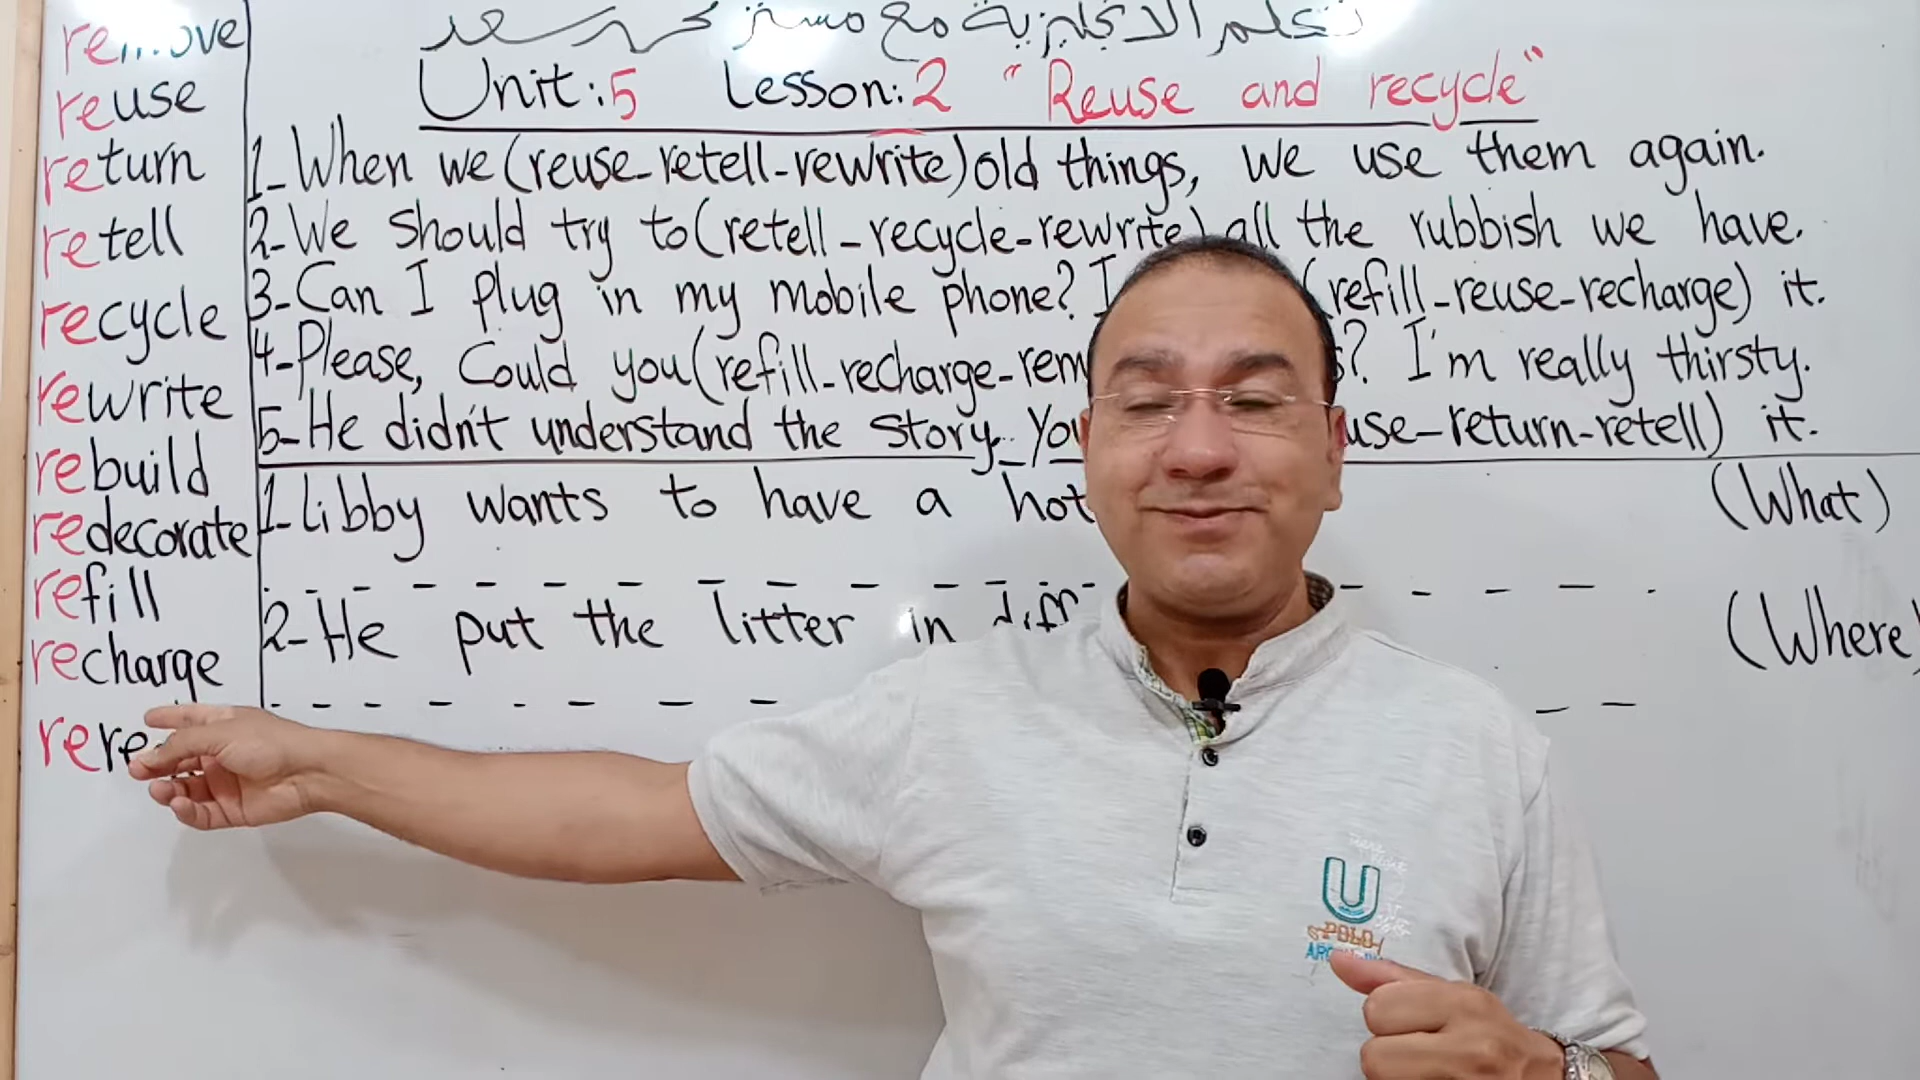 تعلم الانجليزية مع مستر محمد سعد
Unit:5 Lesson:2 "Reuse and recycle"
remove
reuse
return
retell
recycle
rewrite
rebuild
redecorate
refill
recharge
1-When we (reuse-retell-rewrite) old things, we use them again.
2-We should try to (retell-recycle-rewrite) all the rubbish we have.
3-Can I plug in my mobile phone? I (refill-reuse-recharge) it.
4-Please, Could you (refill-recharge- ? I'm really thirsty.
5-He didn't understand the story. -return-retell) it.
1-Libby wants to have a hot (What)
2-He put the litter in (Where)
U
POLO